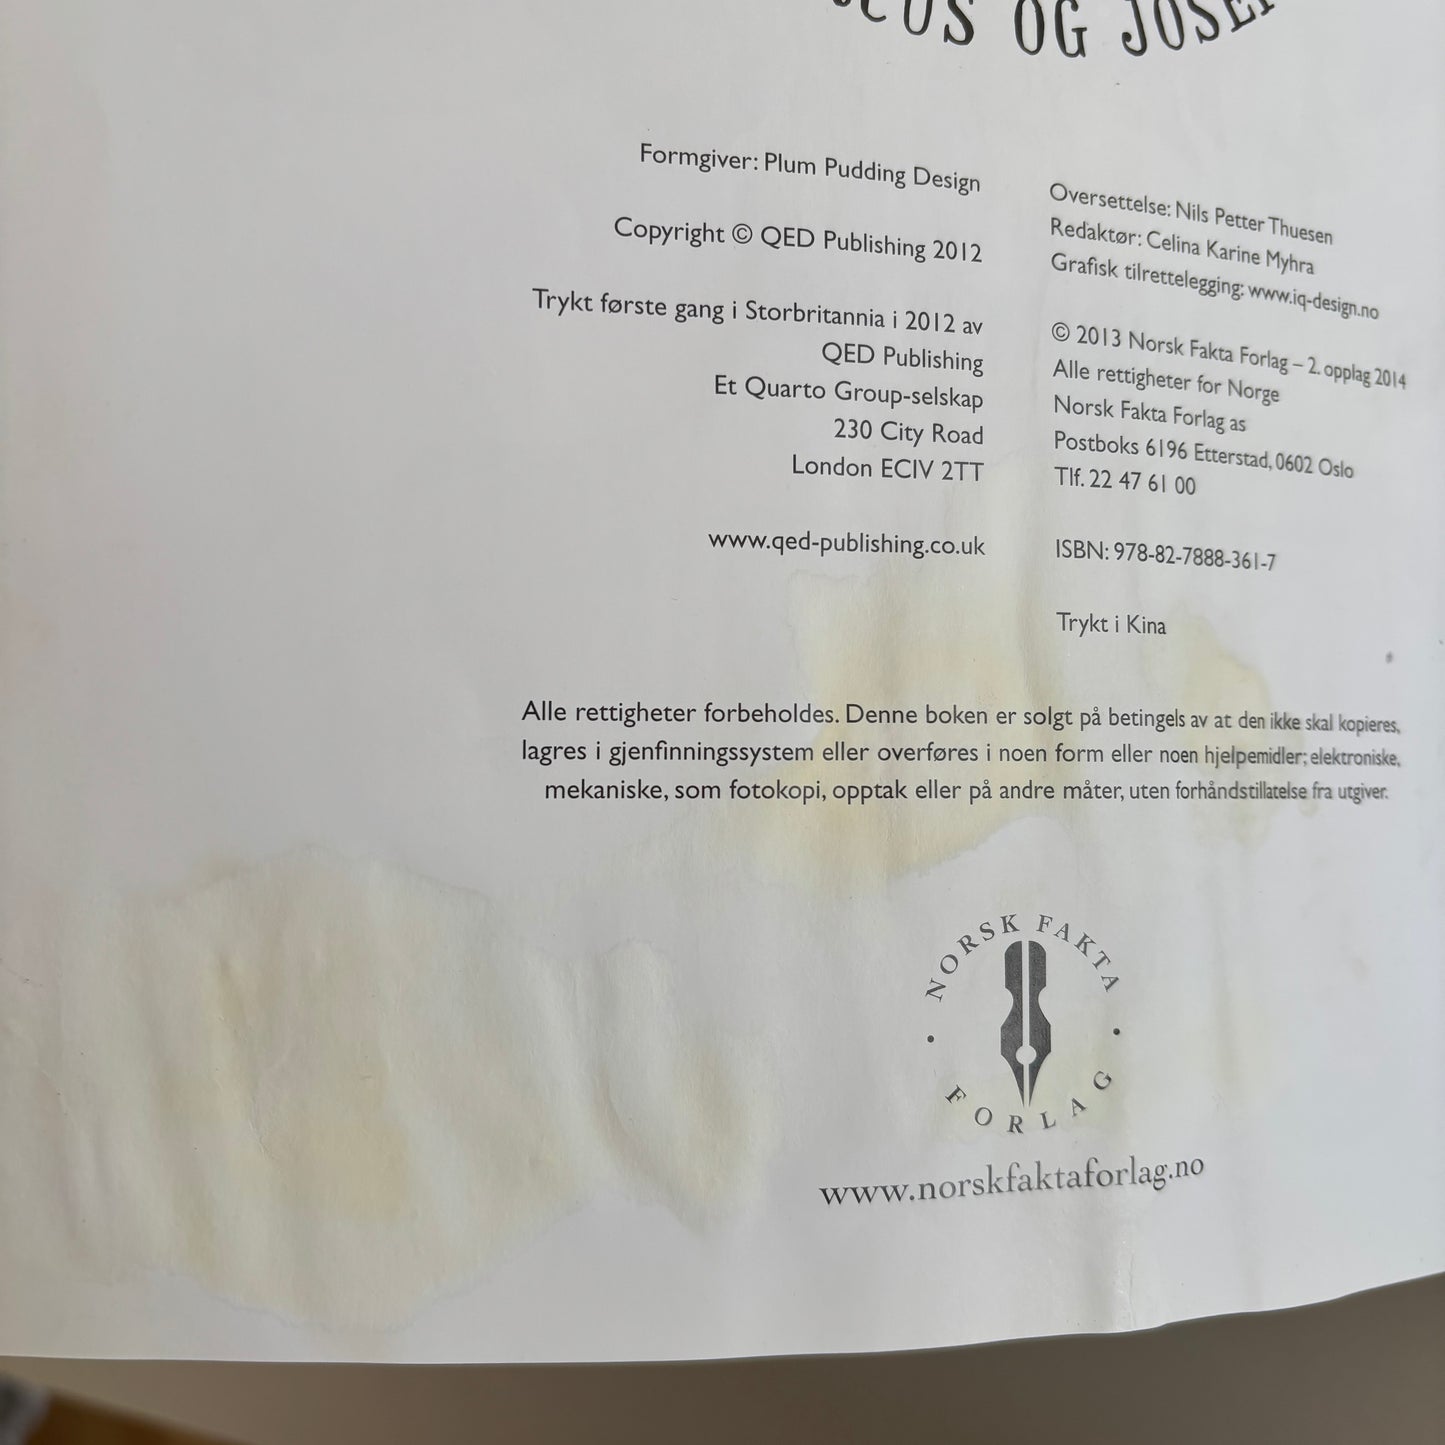 OG
Formgiver: Plum Pudding Design
Copyright © QED Publishing 2012
Trykt første gang i Storbritannia i 2012 av
QED Publishing
Et Quarto Group-selskap
230 City Road
London ECIV 2TT
www.qed-publishing.co.uk
Oversettelse: Nils Petter Thuesen
Redaktør: Celina Karine Myhra
Grafisk tilrettelegging: www.iq-design.no
© 2013 Norsk Fakta Forlag – 2. opplag 2014
Alle rettigheter for Norge
Norsk Fakta Forlag as
Postboks 6196 Etterstad, 0602 Oslo
Tlf. 22 47 61 00
ISBN: 978-82-7888-361-7
Trykt i Kina
Alle rettigheter forbeholdes. Denne boken er solgt på betingels av at den ikke skal kopieres,
lagres i gjenfinningssystem eller overføres i noen form eller noen hjelpemidler; elektroniske,
mekaniske, som fotokopi, opptak eller på andre måter, uten forhåndstillatelse fra utgiver.
NORSK FAKTA
FORLAG
www.norskfaktaforlag.no